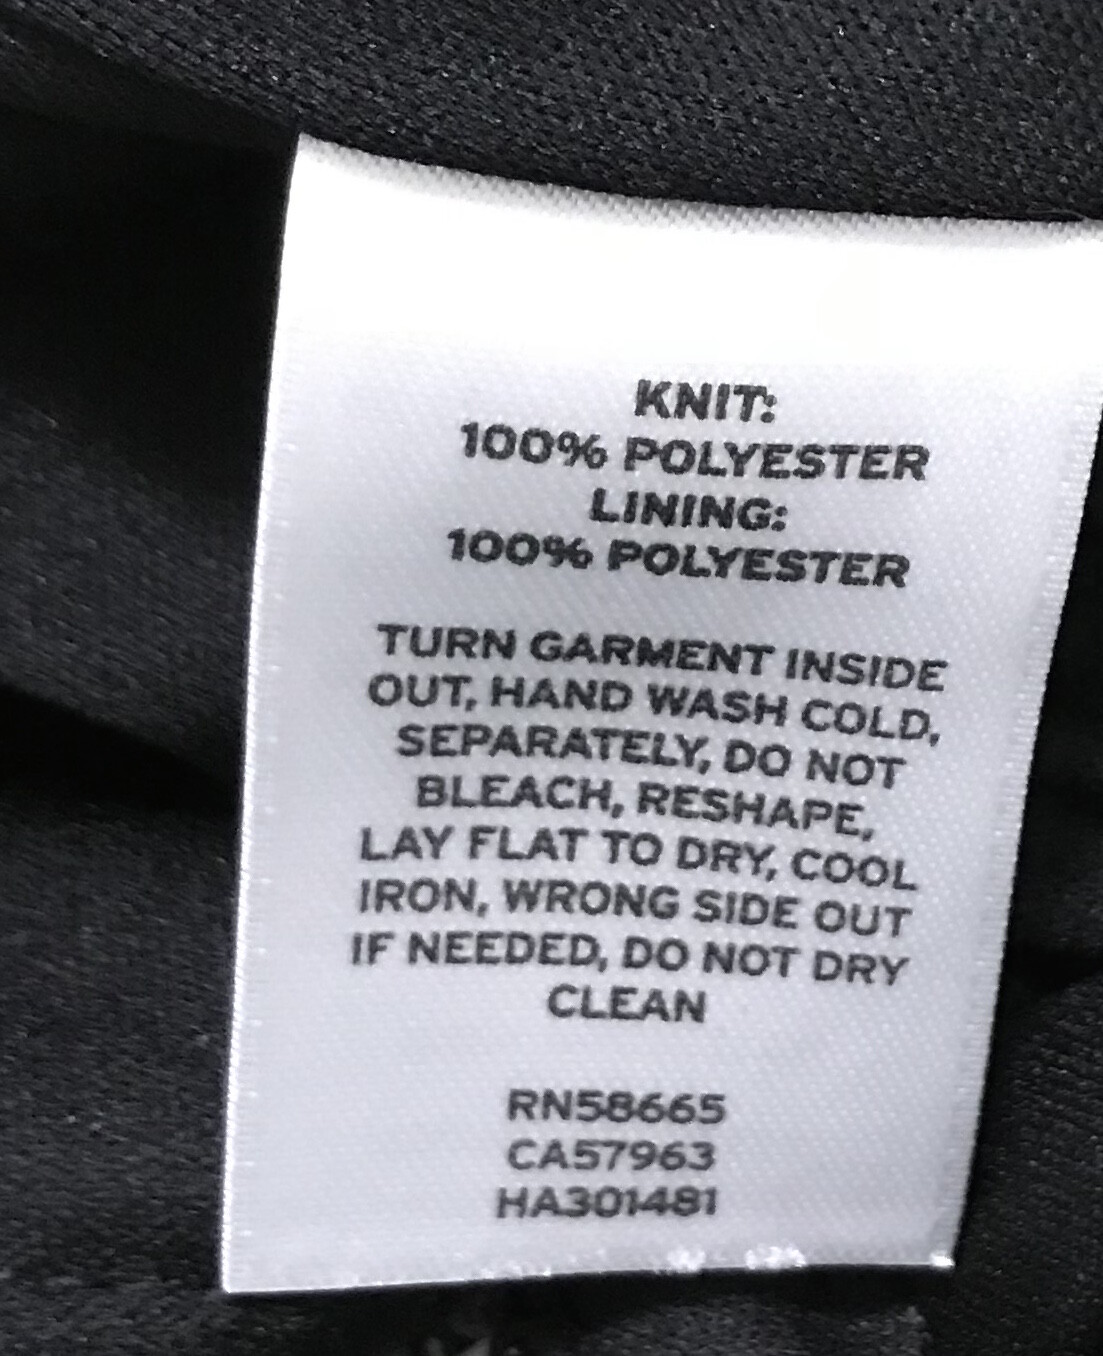 KNIT:
100% POLYESTER
LINING:
100% POLYESTER
TURN GARMENT INSIDE
OUT, HAND WASH COLD,
SEPARATELY, DO NOT
BLEACH, RESHAPE,
LAY FLAT TO DRY, COOL
IRON, WRONG SIDE OUT
IF NEEDED, DO NOT DRY
CLEAN
RN58665
CA57963
HA301481